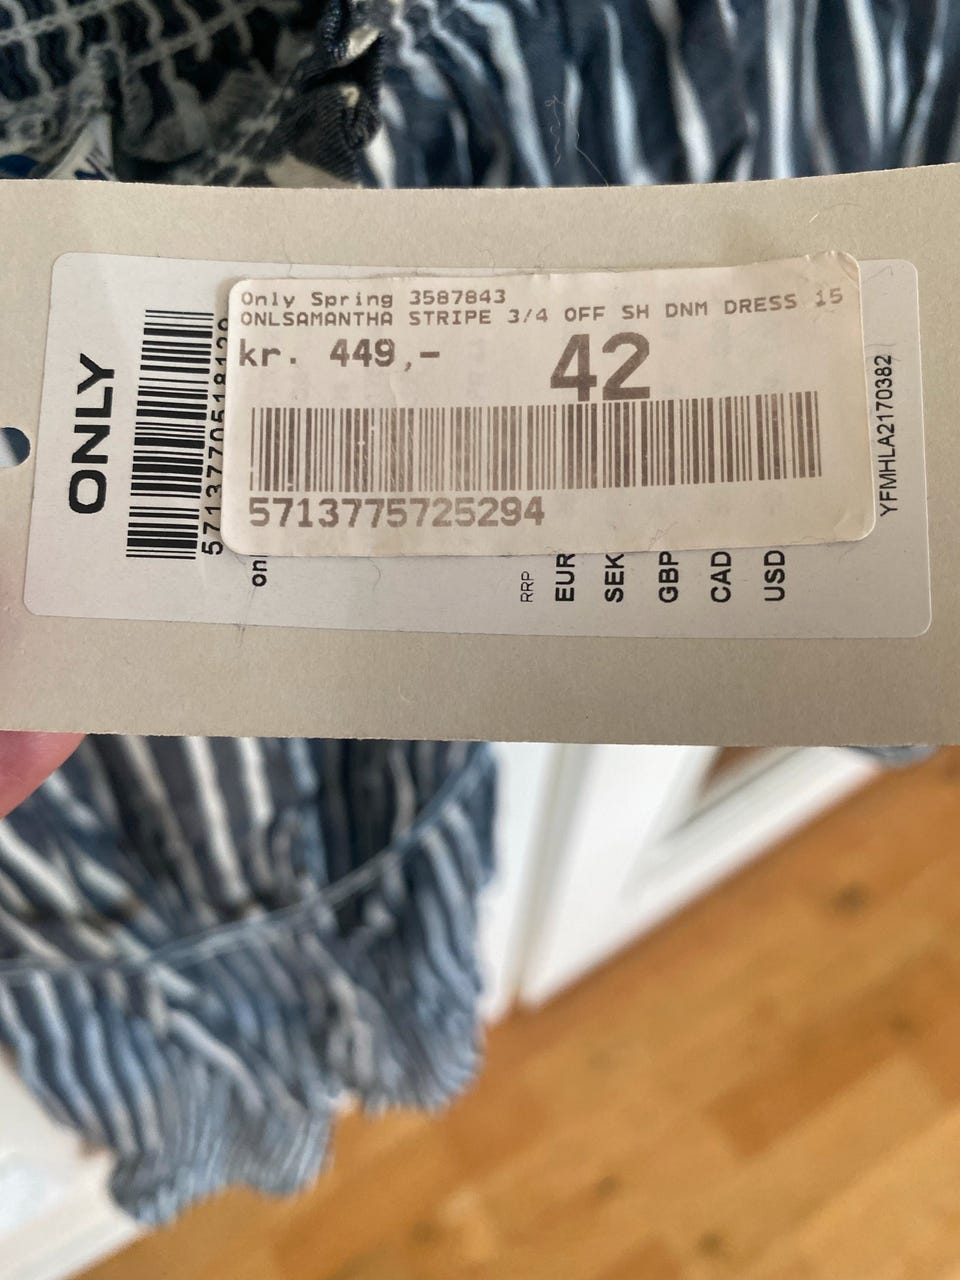 Only Spring 3587843
ONLSAMANTHA STRIPE 3/4 OFF SH DNM DRESS 15
kr. 449,-
42
5713775725294
ONLY
RRP
EUR
SEK
GBP
CAD
USD
YFMHLA2170382